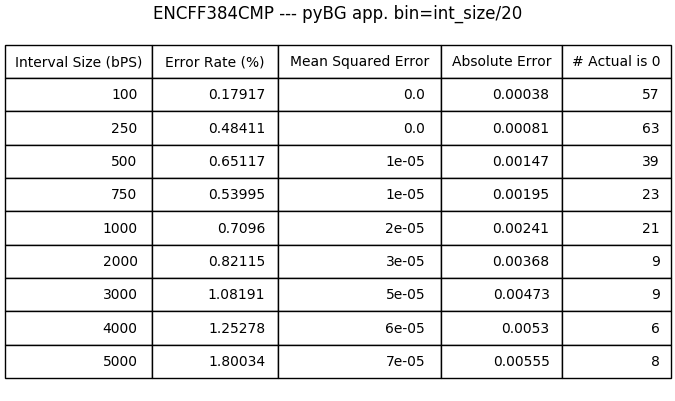 ENCFF384CMP --- pyBG app. bin=int_size/20
Interval Size (bPS) Error Rate (%) Mean Squared Error Absolute Error # Actual is 0
100 0.17917 0.0 0.00038 57
250 0.48411 0.0 0.00081 63
500 0.65117 1e-05 0.00147 39
750 0.53995 1e-05 0.00195 23
1000 0.7096 2e-05 0.00241 21
2000 0.82115 3e-05 0.00368 9
3000 1.08191 5e-05 0.00473 9
4000 1.25278 6e-05 0.0053 6
5000 1.80034 7e-05 0.00555 8